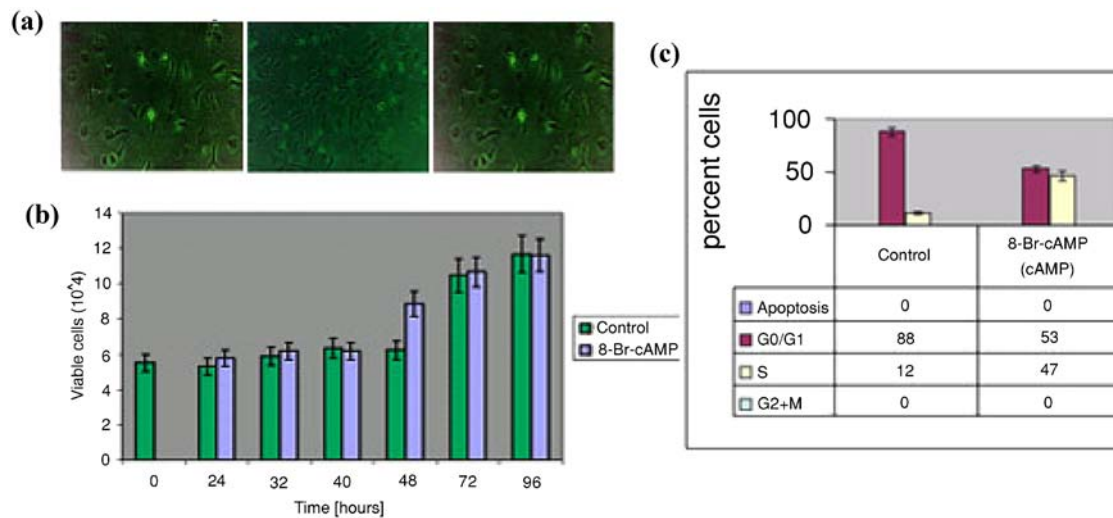 (a)
(b)
14
12
10
8
6
4
2
0
Viable cells (10^4)
0 24 32 40 48 72 96
Time [hours]
Control
8-Br-cAMP
(c)
percent cells
100
50
0
Control 8-Br-cAMP
(cAMP)
Apoptosis 0 0
G0/G1 88 53
S 12 47
G2+M 0 0